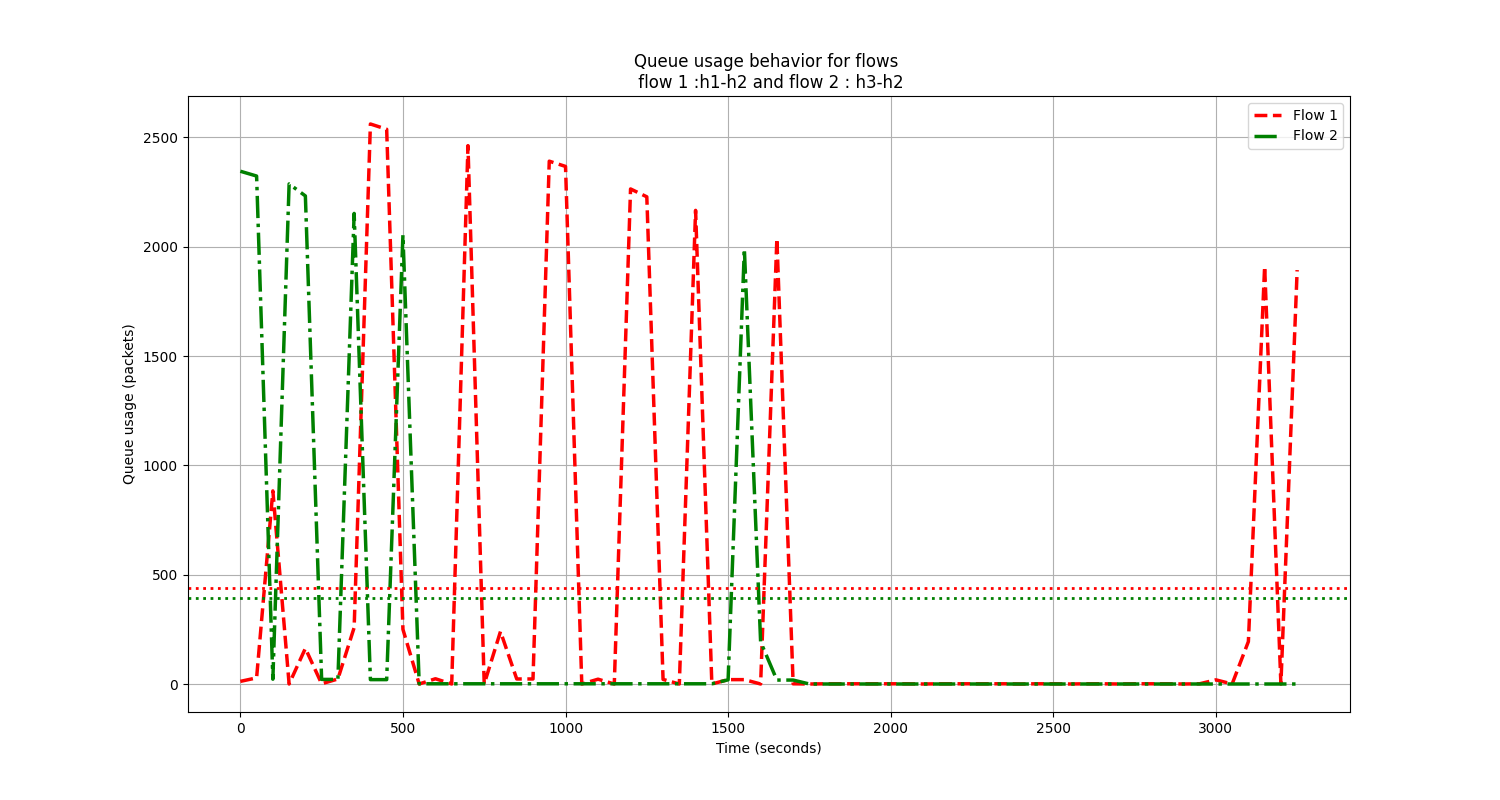 Queue usage behavior for flows
flow 1 :h1-h2 and flow 2 : h3-h2
Flow 1
Flow 2
Queue usage (packets)
2500
2000
1500
1000
500
0
0 500 1000 1500 2000 2500 3000
Time (seconds)